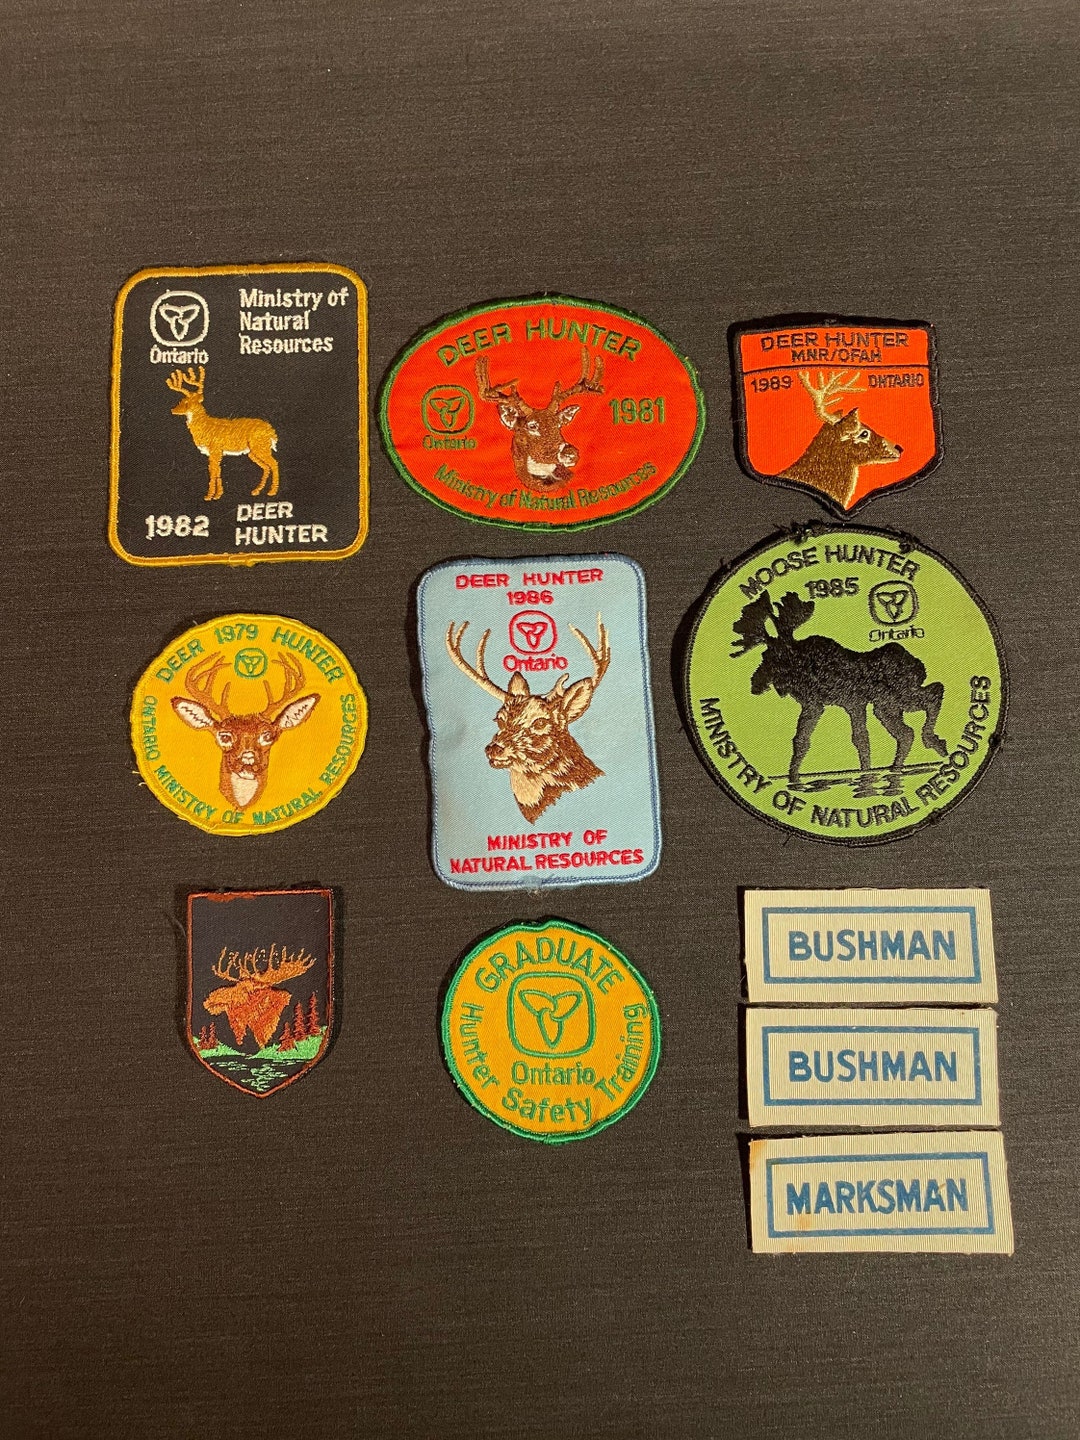 Ministry of
Natural
Resources
Ontario
1982
DEER
HUNTER
DEER HUNTER
1981
Ontario
Ministry of Natural Resources
DEER HUNTER
MNR/OFAH
1989
ONTARIO
DEER 1979 HUNTER
ONTARIO MINISTRY OF NATURAL RESOURCES
DEER HUNTER
1986
Ontario
MINISTRY OF
NATURAL RESOURCES
MOOSE HUNTER
1985
Ontario
MINISTRY OF NATURAL RESOURCES
GRADUATE
Ontario
Hunter Safety Training
BUSHMAN
BUSHMAN
MARKSMAN